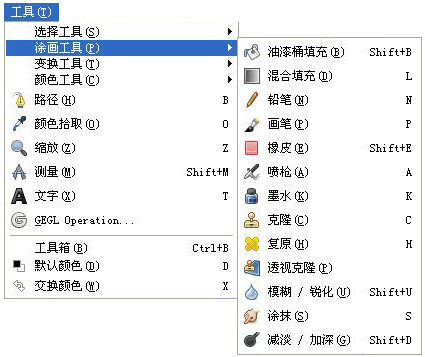 工具(T)
选择工具(S)
涂画工具(P)
变换工具(T)
颜色工具(C)
路径(H) B
颜色拾取(O) O
缩放(Z) Z
测量(M) Shift+M
文字(X) T
GEGL Operation...
工具箱(B) Ctrl+B
默认颜色(D) D
交换颜色(W) X
油漆桶填充(B) Shift+B
混合填充(D) L
铅笔(N) N
画笔(P) P
橡皮(E) Shift+E
喷枪(A) A
墨水(K) K
克隆(C) C
复原(H) H
透视克隆(P)
模糊 / 锐化(U) Shift+U
涂抹(S) S
减淡 / 加深(G) Shift+D